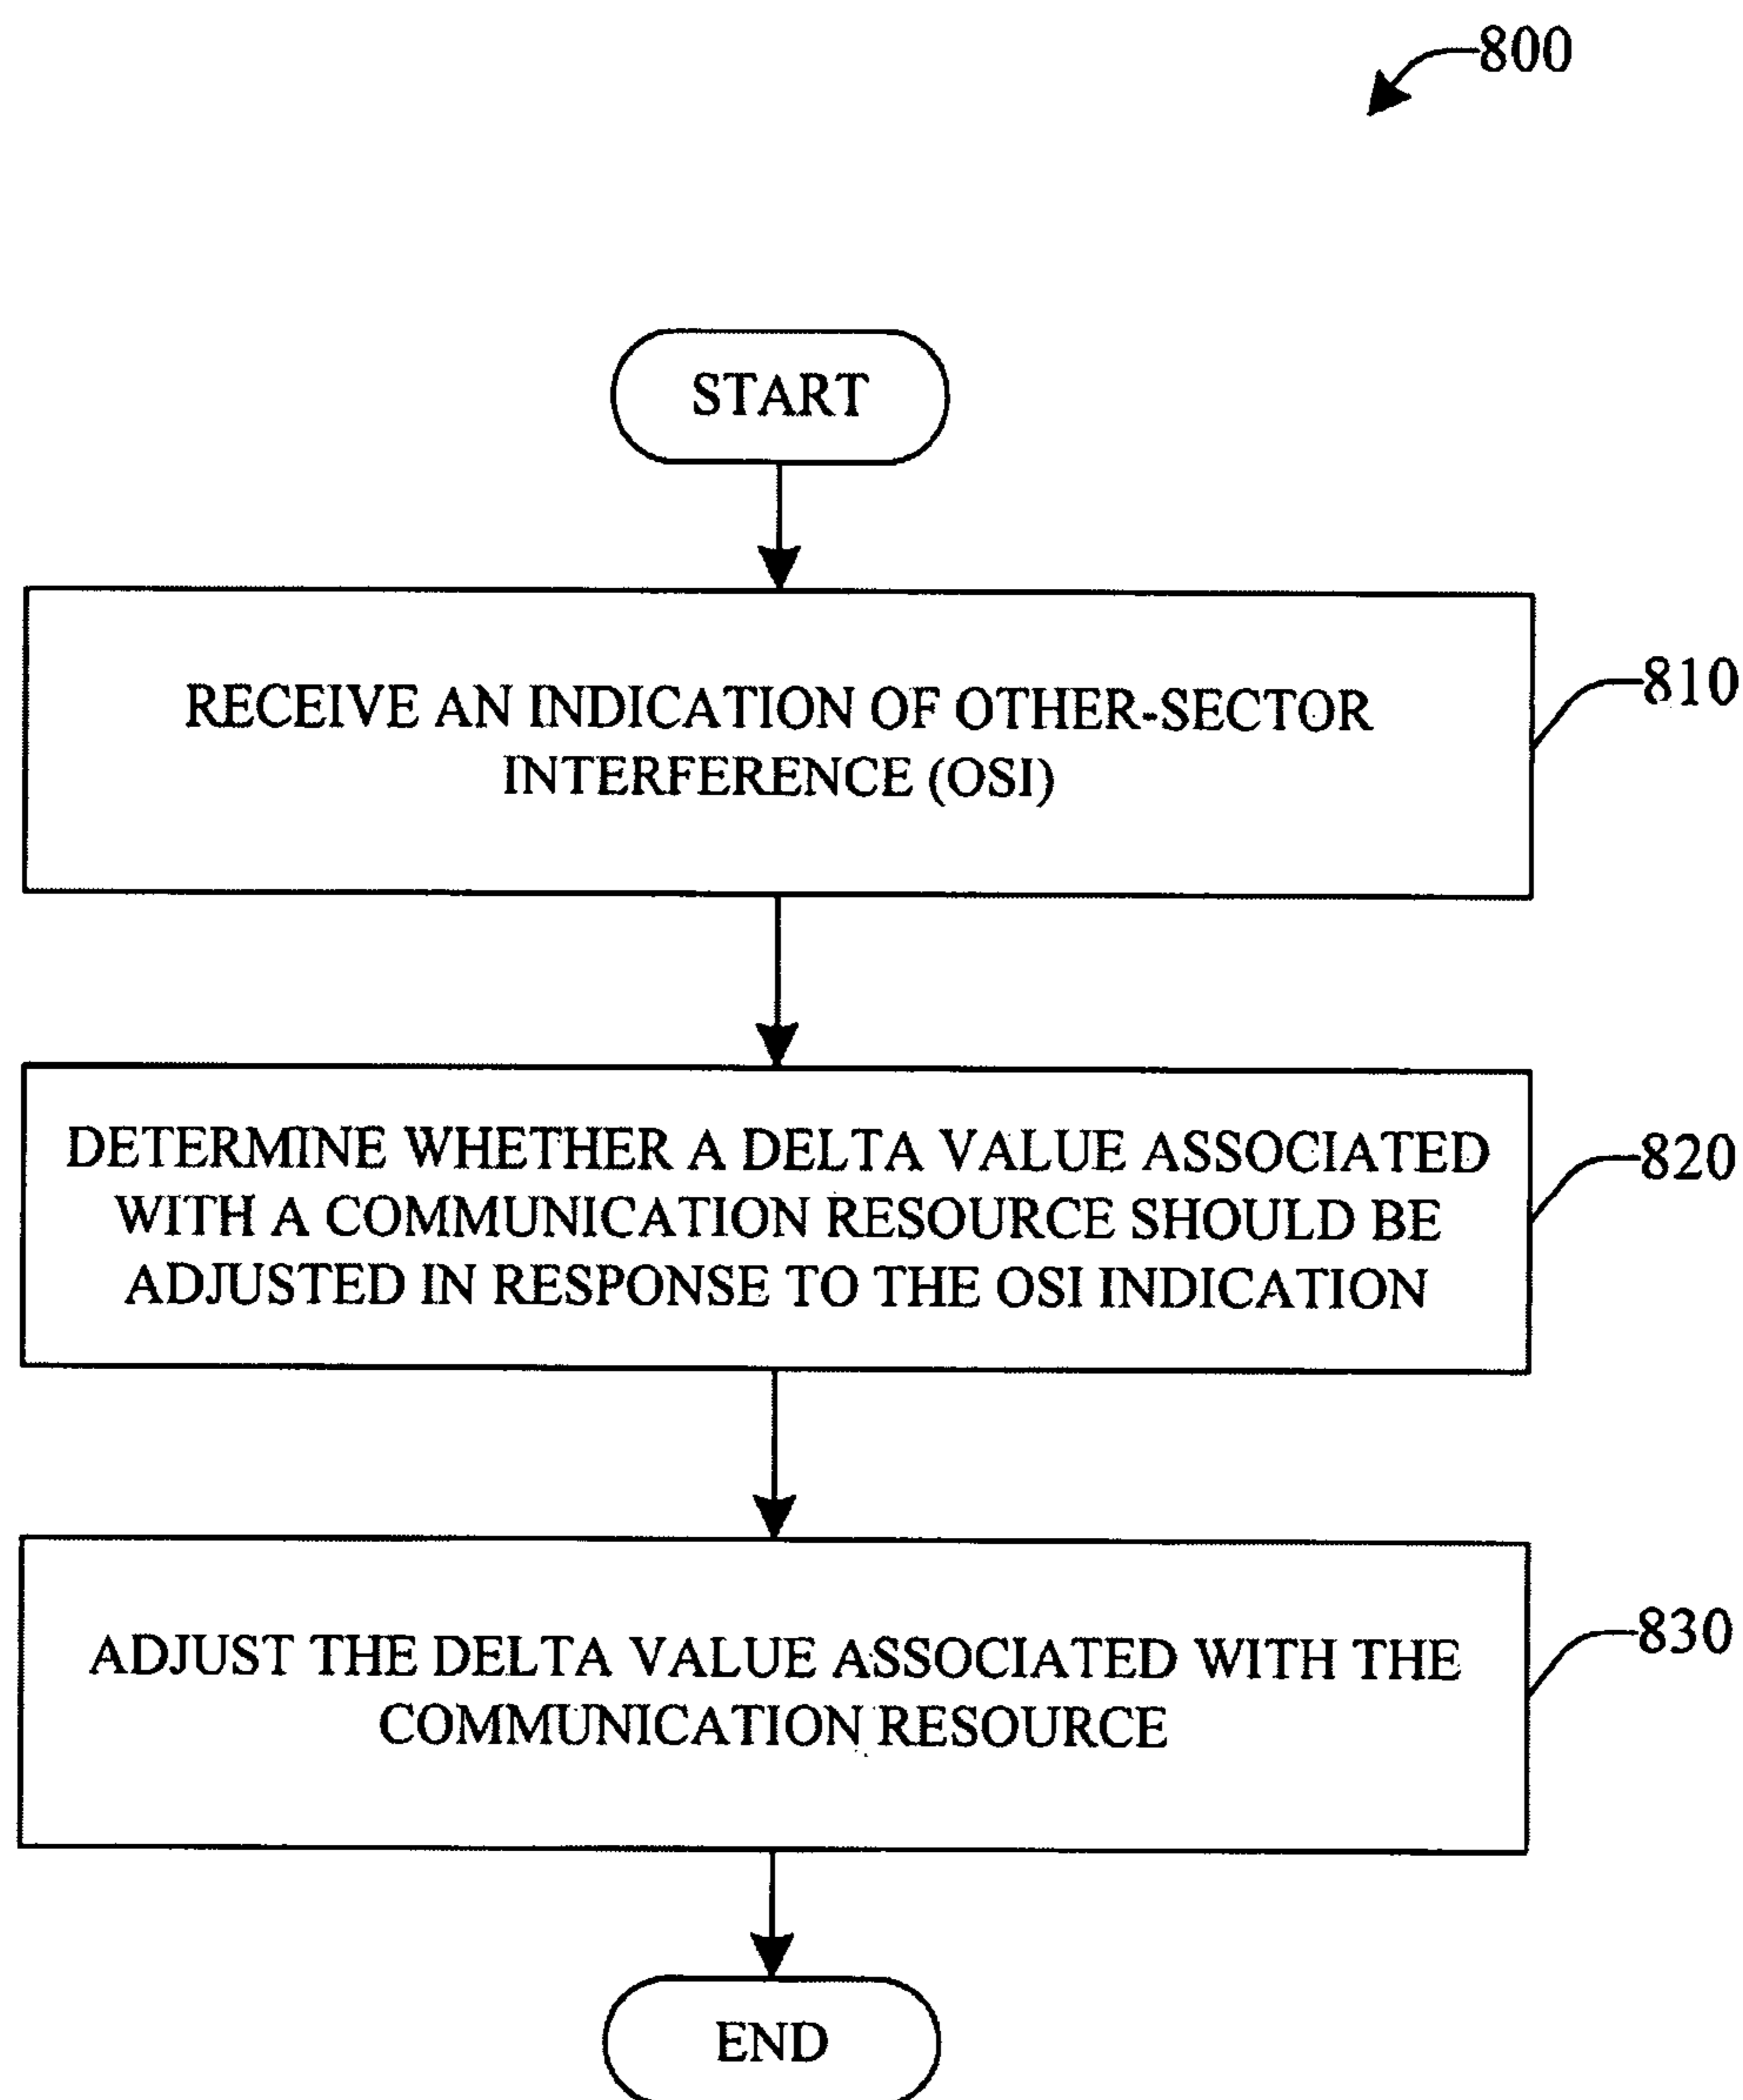 800
START
RECEIVE AN INDICATION OF OTHER-SECTOR
INTERFERENCE (OSI)
810
DETERMINE WHETHER A DELTA VALUE ASSOCIATED
WITH A COMMUNICATION RESOURCE SHOULD BE
ADJUSTED IN RESPONSE TO THE OSI INDICATION
820
ADJUST THE DELTA VALUE ASSOCIATED WITH THE
COMMUNICATION RESOURCE
830
END